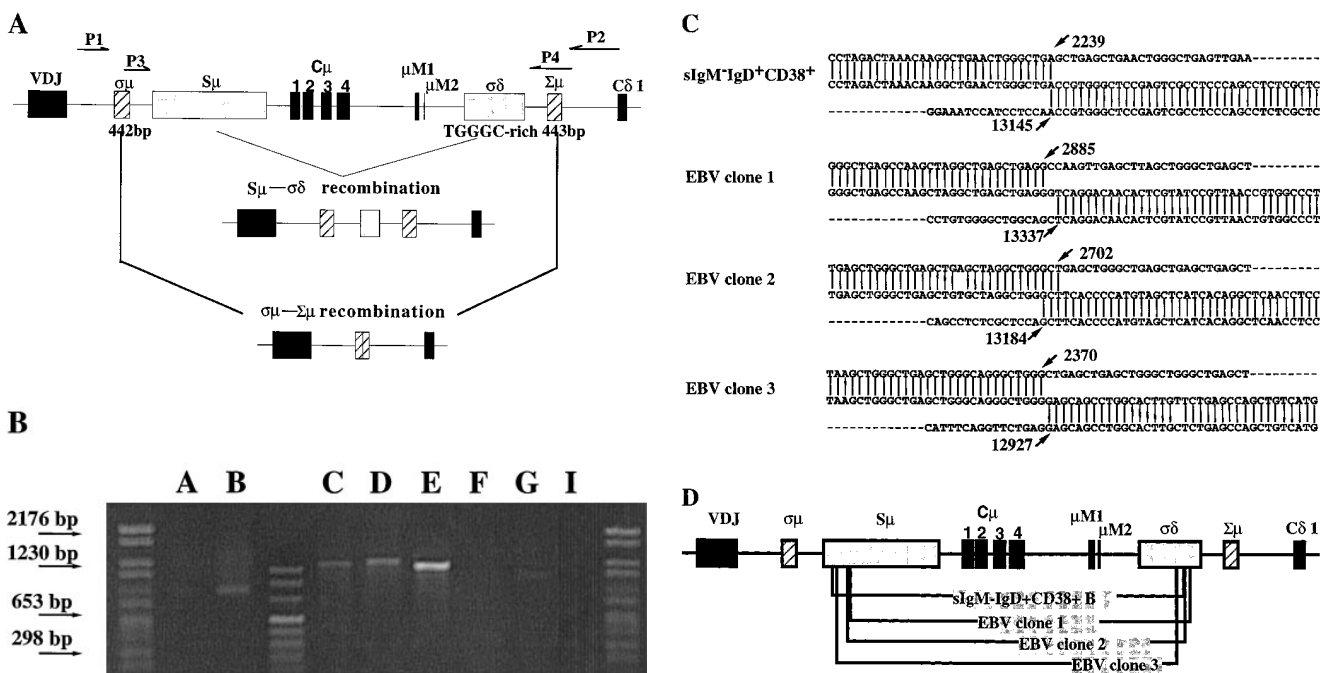 A
P1
P2
P3
P4
VDJ
σμ
Sμ
Cμ
1 2 3 4
μM1
μM2
σδ
Σμ
Cδ 1
442bp
TGGGC-rich 443bp
Sμ—σδ recombination
σμ—Σμ recombination
B
A B C D E F G I
2176 bp
1230 bp
653 bp
298 bp
C
2239
CCTAGACTAAACAAGGCTGAACTGGGCTGAGCTGAGCTGAACTGGGCTGAGTTGAA----------
sIgM-IgD+CD38+
CCTAGACTAAACAAGGCTGAACTGGGCTGACCGTGGGCTCCGAGTCGCCTCCCAGCCTCTCGCTC
-------------GGAAATCCATCCTCCAACCGTGGGCTCCGAGTCGCCTCCCAGCCTCTCGCTC
13145
2885
EBV clone 1
GGGCTGAGCCAAGCTAGGCTGAGCTGAGGCCAAGTTGAGCTTAGCTGGGCTGAGCT----------
GGGCTGAGCCAAGCTAGGCTGAGCTGAGGGTCAGGACAACACTCGTATCCGTTAACCGTGGCCCT
-------------CCTGTGGGGCTGGCAGCTCAGGACAACACTCGTATCCGTTAACTGTGGCCCT
13337
2702
EBV clone 2
TGAGCTGGGCTGAGCTGAGCTAGGCTGGGCTGAGCTGGGCTGAGCTGAGCTGAGCT----------
TGAGCTGGGCTGAGCTGTGCTAGGCTGGGCTTCACCCCATGTAGCTCATCACAGGCTCAACCTCC
-------------CAGCCTCTCGCTCCAGCTTCACCCCATGTAGCTCATCACAGGCTCAACCTCC
13184
2370
EBV clone 3
TAAGCTGGGCTGAGCTGGGCAGGGCTGGGCTGAGCTGAGCTGGGCTGGGCTGAGCT----------
TAAGCTGGGCTGAGCTGGGCAGGGCTGGGGAGCAGCCTGGCACTTGTTCTGAGCCAGCTGTCATG
-------------CATTTCAGGTTCTGAGGAGCAGCCTGGCACTTGCTCTGAGCCAGCTGTCATG
12927
D
VDJ
σμ
Sμ
Cμ
1 2 3 4
μM1
μM2
σδ
Σμ
Cδ 1
sIgM-IgD+CD38+ B
EBV clone 1
EBV clone 2
EBV clone 3